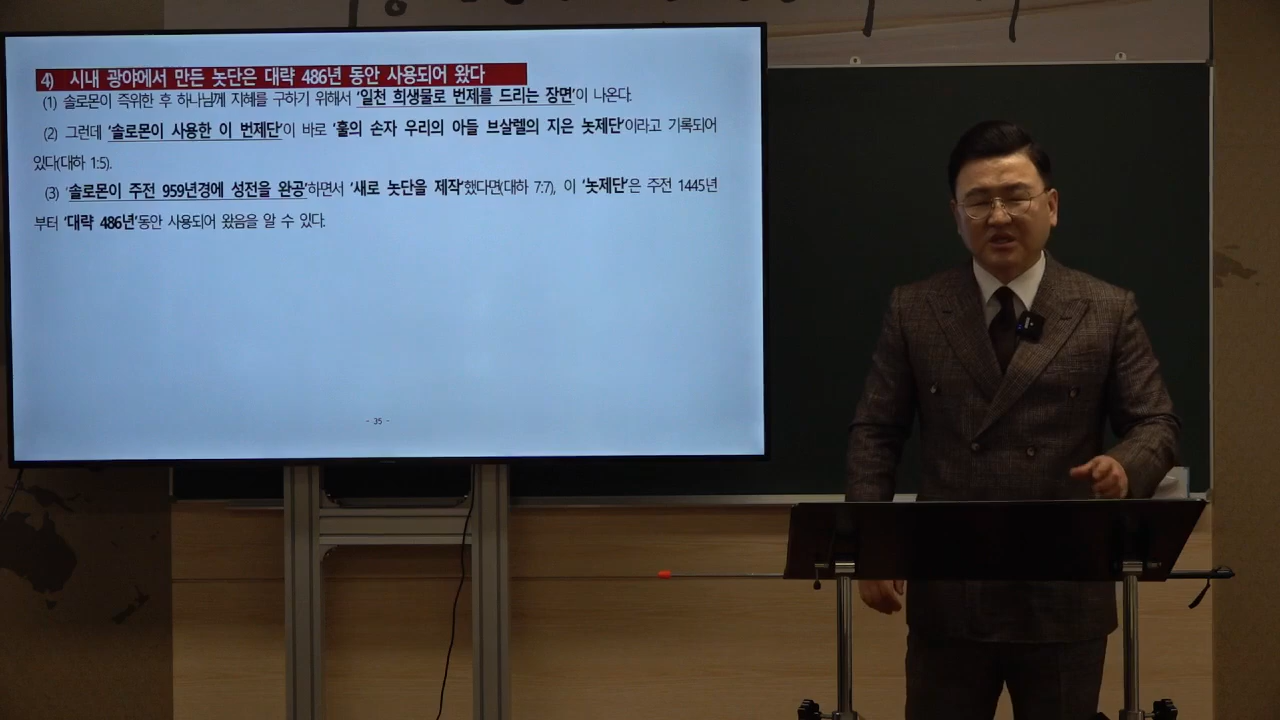 4) 시내 광야에서 만든 놋단은 대략 486년 동안 사용되어 왔다
(1) 솔로몬이 즉위한 후 하나님께 지혜를 구하기 위해서 '일천 희생물로 번제를 드리는 장면'이 나온다.
(2) 그런데 '솔로몬이 사용한 이 번제단'이 바로 '훌의 손자 우리의 아들 브살렐의 지은 놋제단'이라고 기록되어
있다(대하 1:5).
(3) '솔로몬이 주전 959년경에 성전을 완공'하면서 '새로 놋단을 제작'했다면(대하 7:7), 이 '놋제단'은 주전 1445년
부터 '대략 486년'동안 사용되어 왔음을 알 수 있다.
- 35 -